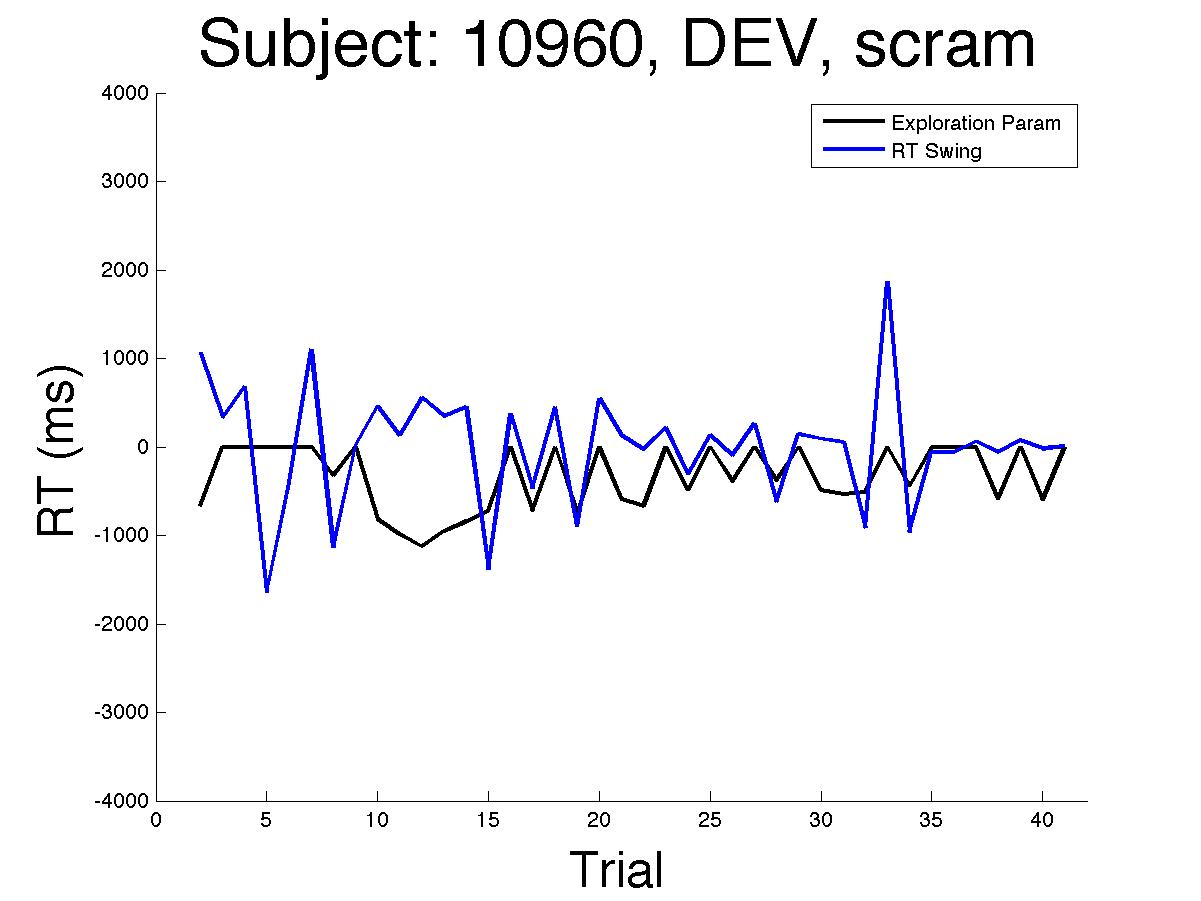 Subject: 10960, DEV, scram
4000
3000
2000
1000
0
-1000
-2000
-3000
-4000
RT (ms)
Exploration Param
RT Swing
0 5 10 15 20 25 30 35 40
Trial